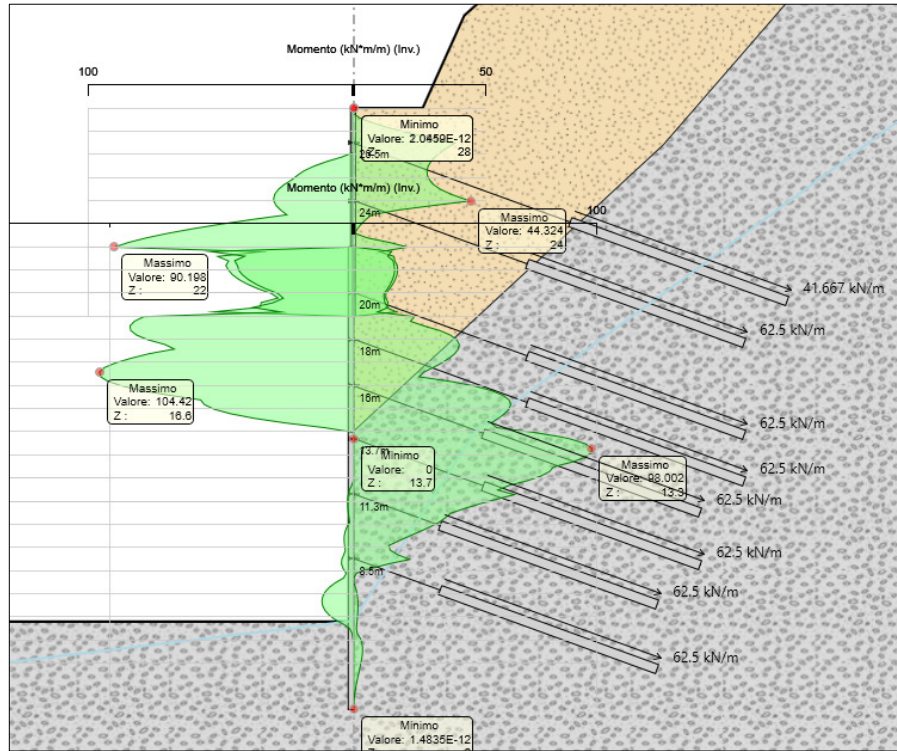 Momento (kN*m/m) (Inv.)
100
50
Minimo
Valore: 2.0459E-12
Z : 28
26.5m
Momento (kN*m/m) (Inv.)
24m
100
Massimo
Valore: 44.324
Z : 24
Massimo
Valore: 90.198
Z : 22
41.667 kN/m
20m
62.5 kN/m
18m
Massimo
Valore: 104.42
Z : 16.6
16m
62.5 kN/m
13.7m
Minimo
Valore: 0
Z : 13.7
Massimo
Valore: 98.002
Z : 13.3
62.5 kN/m
62.5 kN/m
11.3m
62.5 kN/m
8.5m
62.5 kN/m
62.5 kN/m
Minimo
Valore: 1.4835E-12